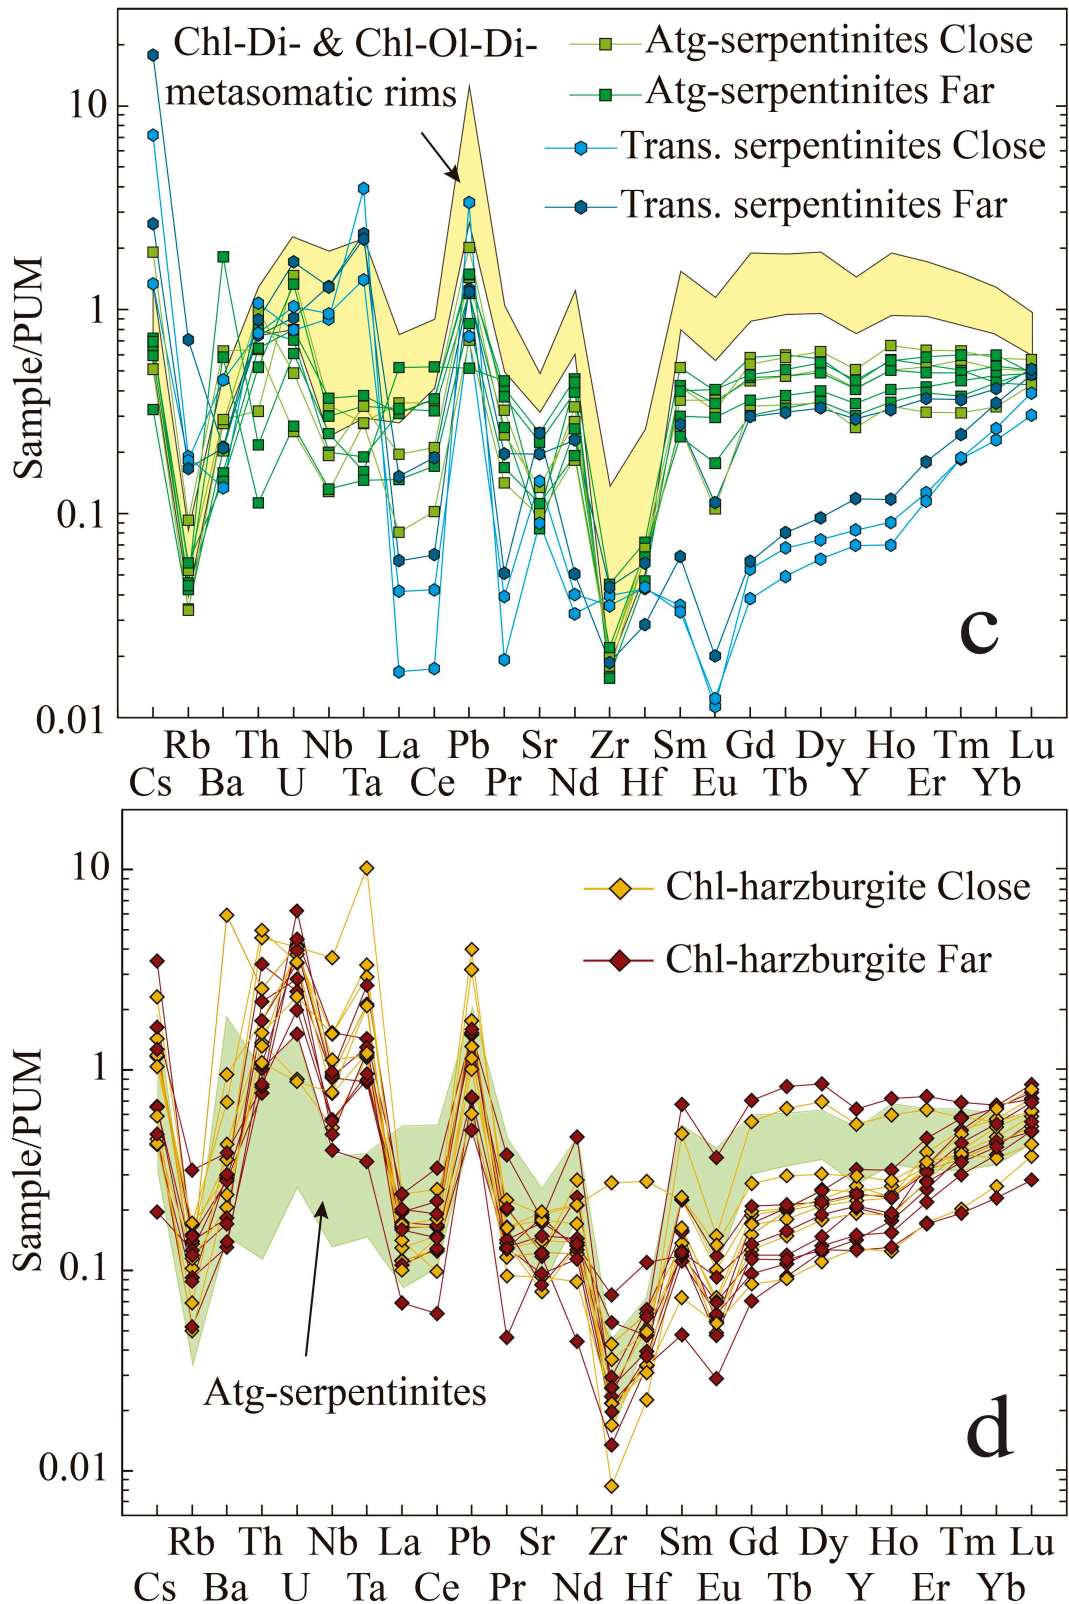 Chl-Di- & Chl-Ol-Di-
metasomatic rims
Atg-serpentinites Close
Atg-serpentinites Far
Trans. serpentinites Close
Trans. serpentinites Far
Sample/PUM
10
1
0.1
0.01
c
Rb Th Nb La Pb Sr Zr Sm Gd Dy Ho Tm Lu
Cs Ba U Ta Ce Pr Nd Hf Eu Tb Y Er Yb
Chl-harzburgite Close
Chl-harzburgite Far
Sample/PUM
10
1
0.1
0.01
Atg-serpentinites
d
Rb Th Nb La Pb Sr Zr Sm Gd Dy Ho Tm Lu
Cs Ba U Ta Ce Pr Nd Hf Eu Tb Y Er Yb